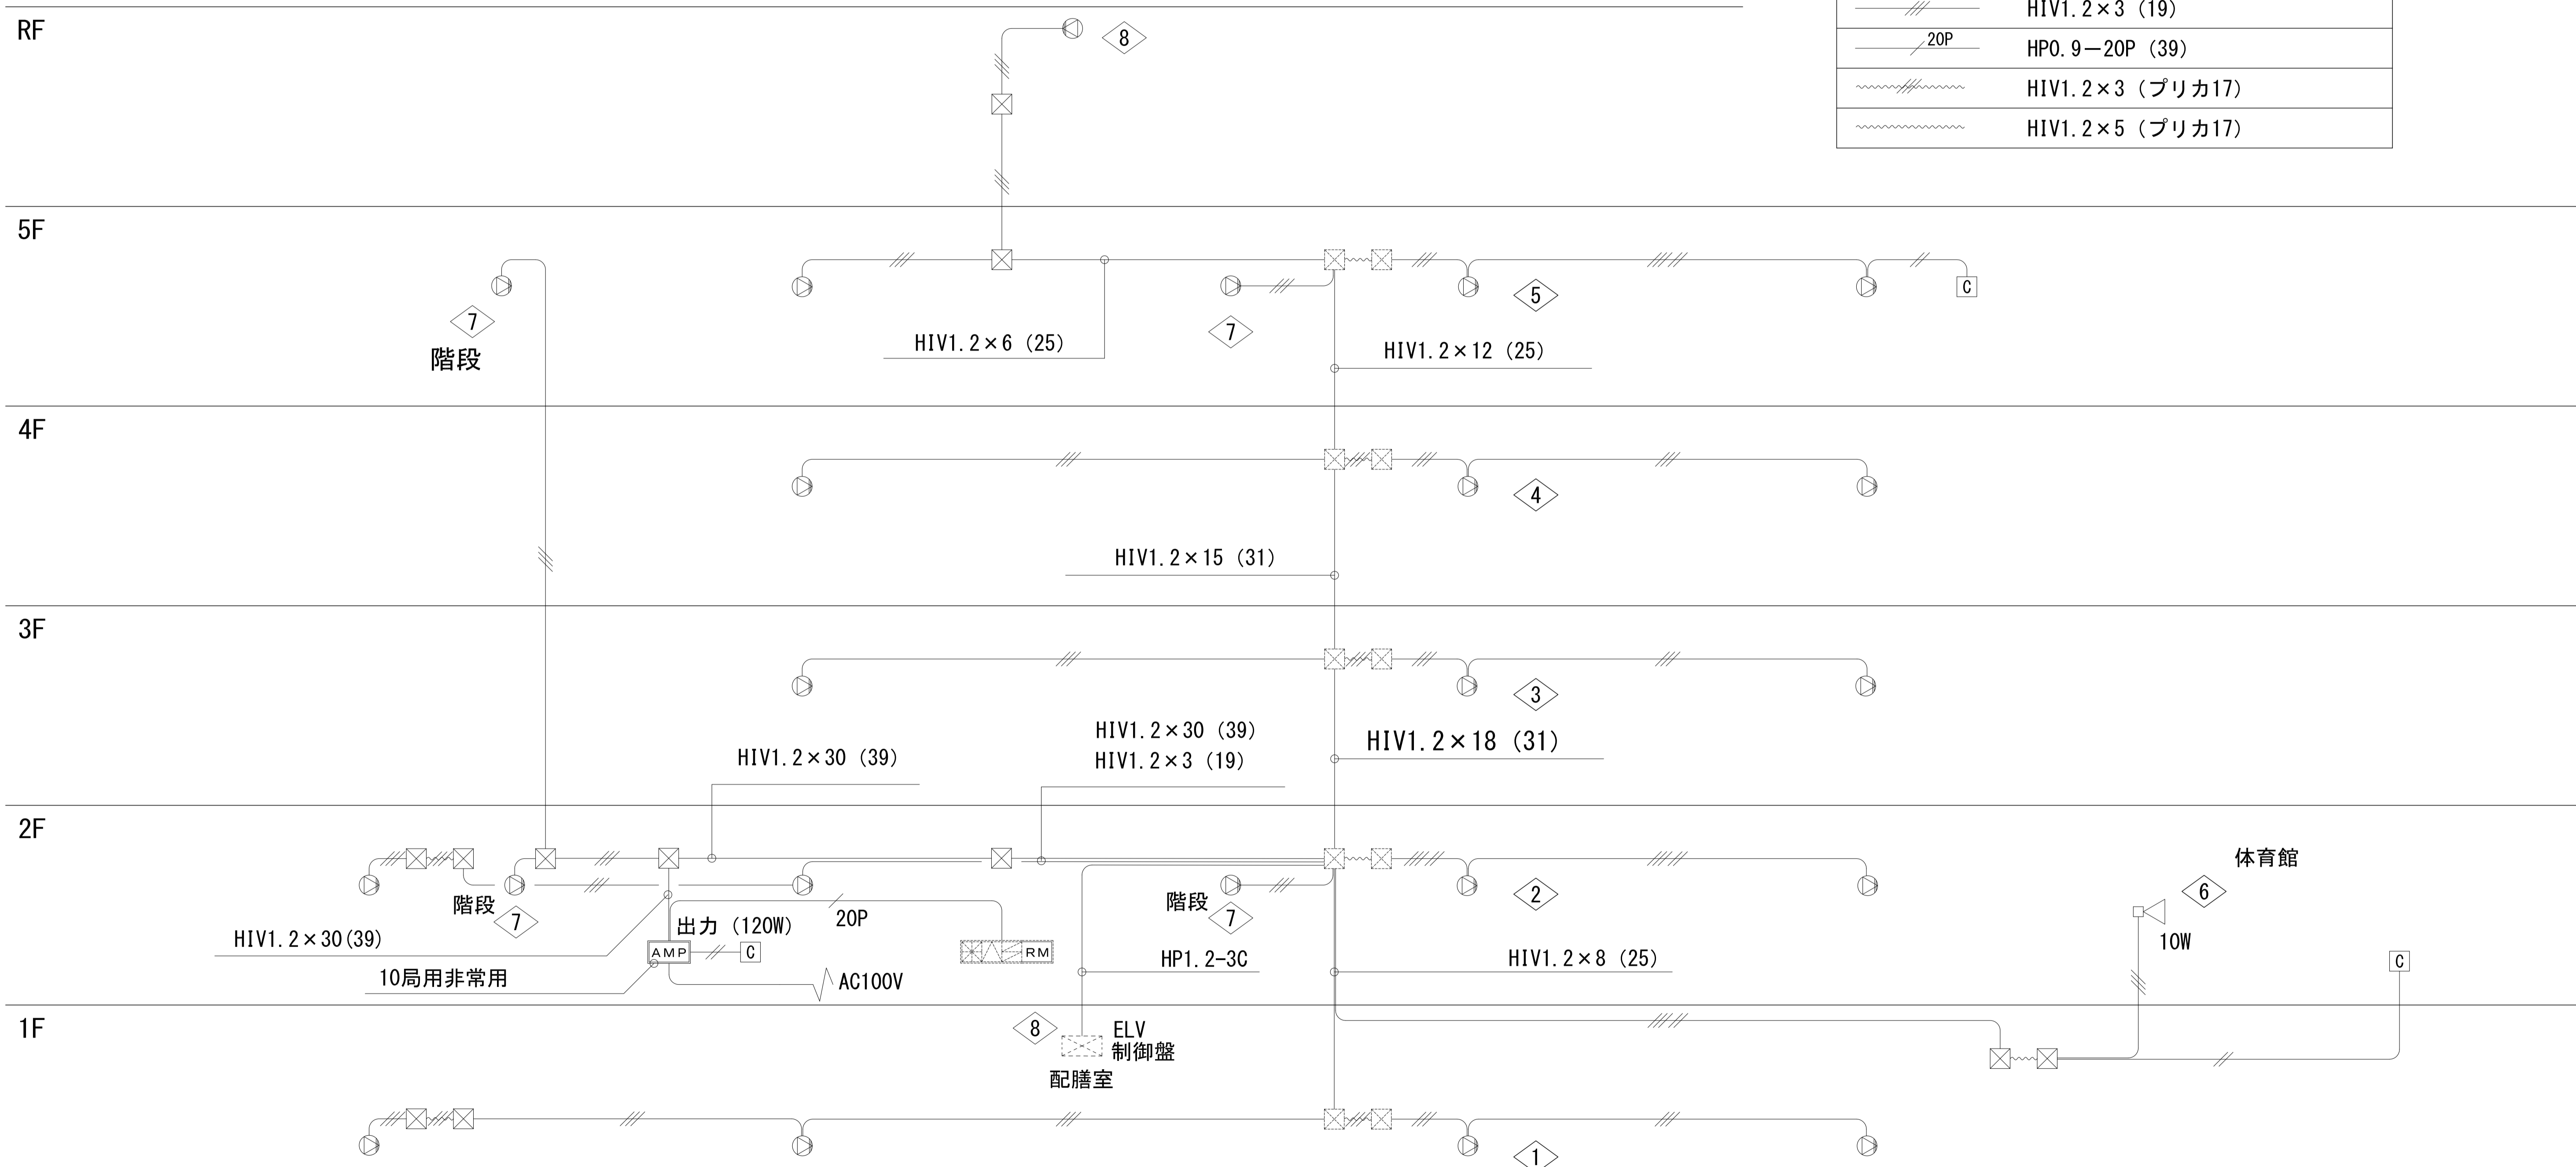 HIV1.2×3 (19)
20P
HP0.9−20P (39)
HIV1.2×3 (プリカ17)
HIV1.2×5 (プリカ17)
RF
8
5F
7
階段
HIV1.2×6 (25)
7
HIV1.2×12 (25)
5
C
4F
4
HIV1.2×15 (31)
3F
3
HIV1.2×30 (39)
HIV1.2×30 (39)
HIV1.2×3 (19)
HIV1.2×18 (31)
2F
階段
7
HIV1.2×30(39)
10局用非常用
出力 (120W)
AMP
C
20P
AC100V
RM
階段
7
HP1.2-3C
2
HIV1.2×8 (25)
体育館
6
10W
C
1F
8
ELV
制御盤
配膳室
1